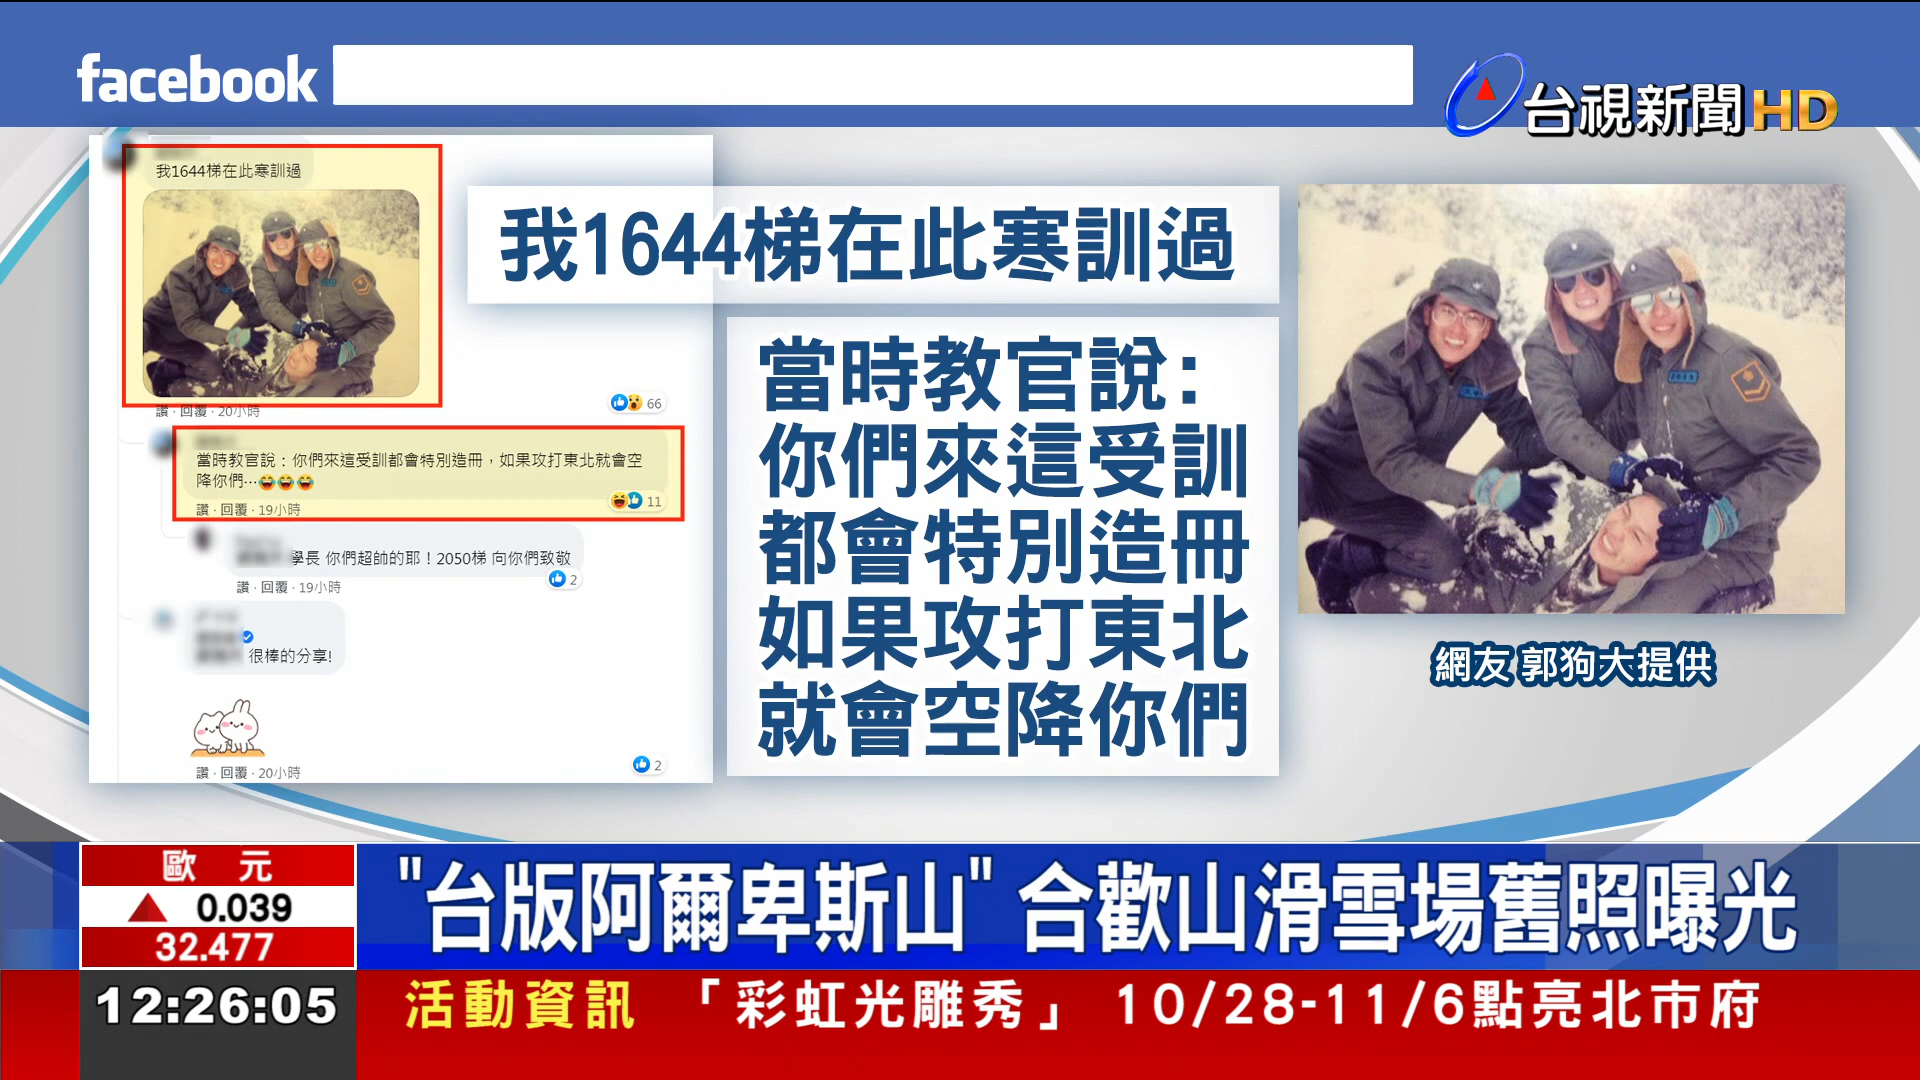 facebook
台視新聞HD
我1644梯在此寒訓過
讚 · 回覆 · 20小時
66
當時教官說：你們來這受訓都會特別造冊，如果攻打東北就會空
降你們…
讚 · 回覆 · 19小時
11
學長 你們超帥的耶！2050梯 向你們致敬
讚 · 回覆 · 19小時
2
很棒的分享!
讚 · 回覆 · 20小時
2
我1644梯在此寒訓過
當時教官說：
你們來這受訓
都會特別造冊
如果攻打東北
就會空降你們
網友 郭狗大提供
歐 元
▲ 0.039
32.477
12:26:05
"台版阿爾卑斯山" 合歡山滑雪場舊照曝光
活動資訊 「彩虹光雕秀」 10/28-11/6點亮北市府